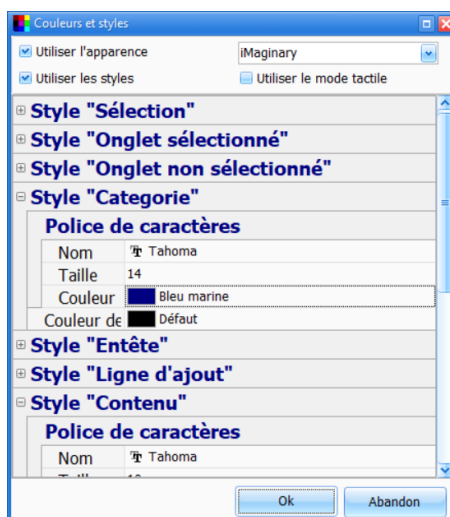 Couleurs et styles
Utiliser l'apparence iMaginary
Utiliser les styles Utiliser le mode tactile
Style "Sélection"
Style "Onglet sélectionné"
Style "Onglet non sélectionné"
Style "Categorie"
Police de caractères
Nom Tahoma
Taille 14
Couleur Bleu marine
Couleur de Défaut
Style "Entête"
Style "Ligne d'ajout"
Style "Contenu"
Police de caractères
Nom Tahoma
Ok Abandon